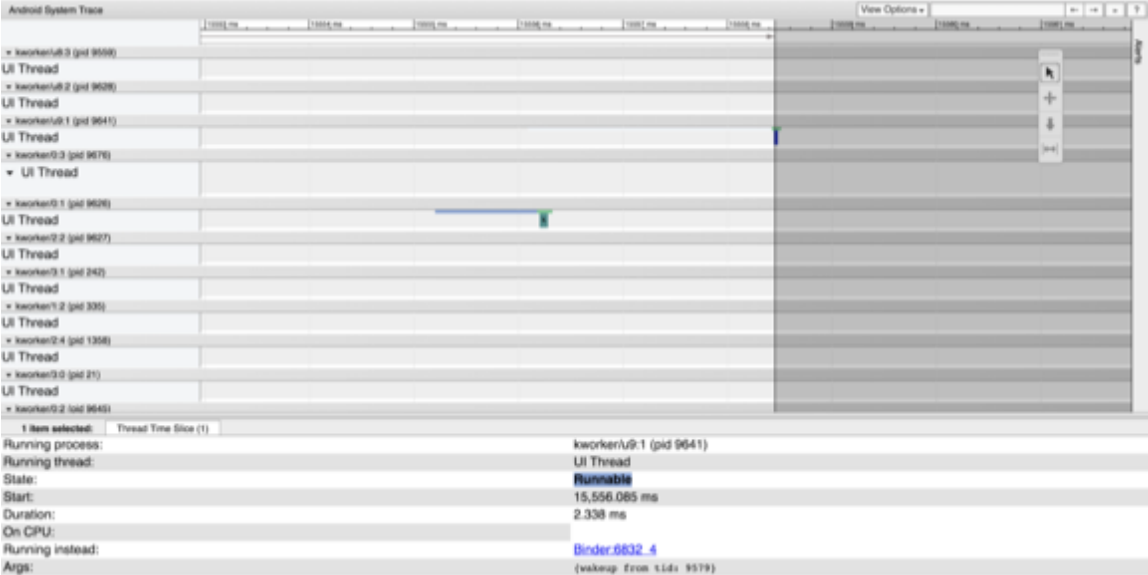 Android System Trace
View Options
?
Alerts
kworker/u8:3 (pid 9559)
UI Thread
kworker/u8:2 (pid 9628)
UI Thread
kworker/u9:1 (pid 9641)
UI Thread
kworker/0:3 (pid 9676)
UI Thread
kworker/0:1 (pid 9626)
UI Thread
kworker/2:2 (pid 9627)
UI Thread
kworker/3:1 (pid 242)
UI Thread
kworker/1:2 (pid 335)
UI Thread
kworker/2:4 (pid 1358)
UI Thread
kworker/3:0 (pid 21)
UI Thread
kworker/0:2 (pid 9645)
1 item selected: Thread Time Slice (1)
Running process: kworker/u9:1 (pid 9641)
Running thread: UI Thread
State: Runnable
Start: 15,556.085 ms
Duration: 2.338 ms
On CPU:
Running instead: Binder:6832_4
Args: {wakeup from tid: 9579}